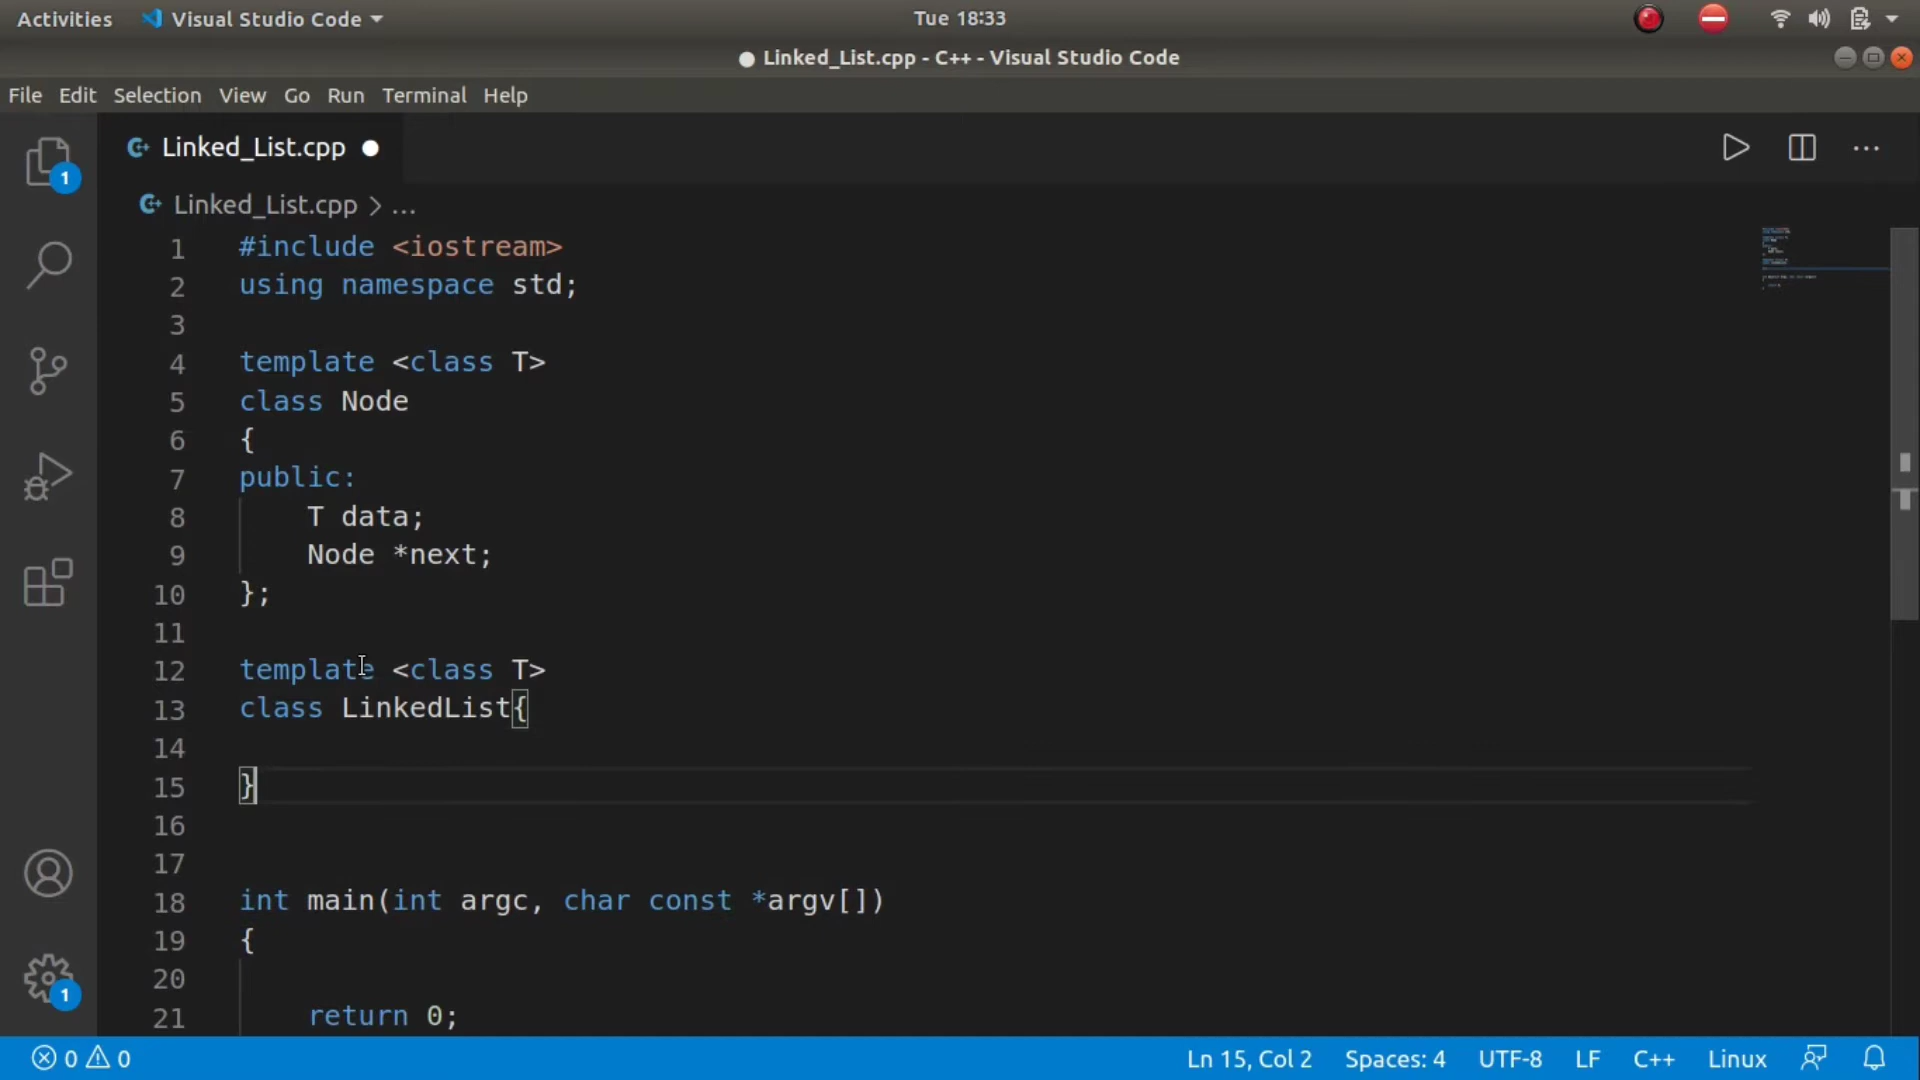 Activities Visual Studio Code Tue 18:33
● Linked_List.cpp - C++ - Visual Studio Code
File Edit Selection View Go Run Terminal Help
Linked_List.cpp ●
Linked_List.cpp > ...
1 #include <iostream>
2 using namespace std;
3
4 template <class T>
5 class Node
6 {
7 public:
8     T data;
9     Node *next;
10 };
11
12 template <class T>
13 class LinkedList{
14
15 }
16
17
18 int main(int argc, char const *argv[])
19 {
20
21     return 0;
1
1
0 0 Ln 15, Col 2 Spaces: 4 UTF-8 LF C++ Linux